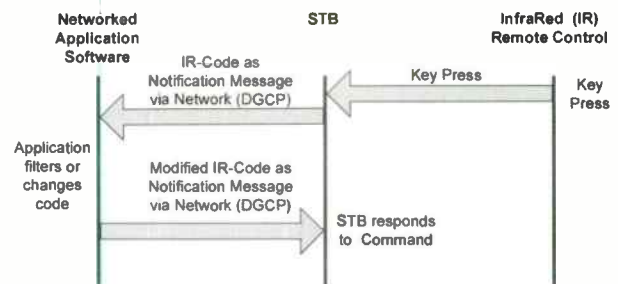 Networked
Application
Software
STB
InfraRed (IR)
Remote Control
IR-Code as
Notification Message
via Network (DGCP)
Key Press
Key
Press
Application
filters or
changes
code
Modified IR-Code as
Notification Message
via Network (DGCP)
STB responds
to Command